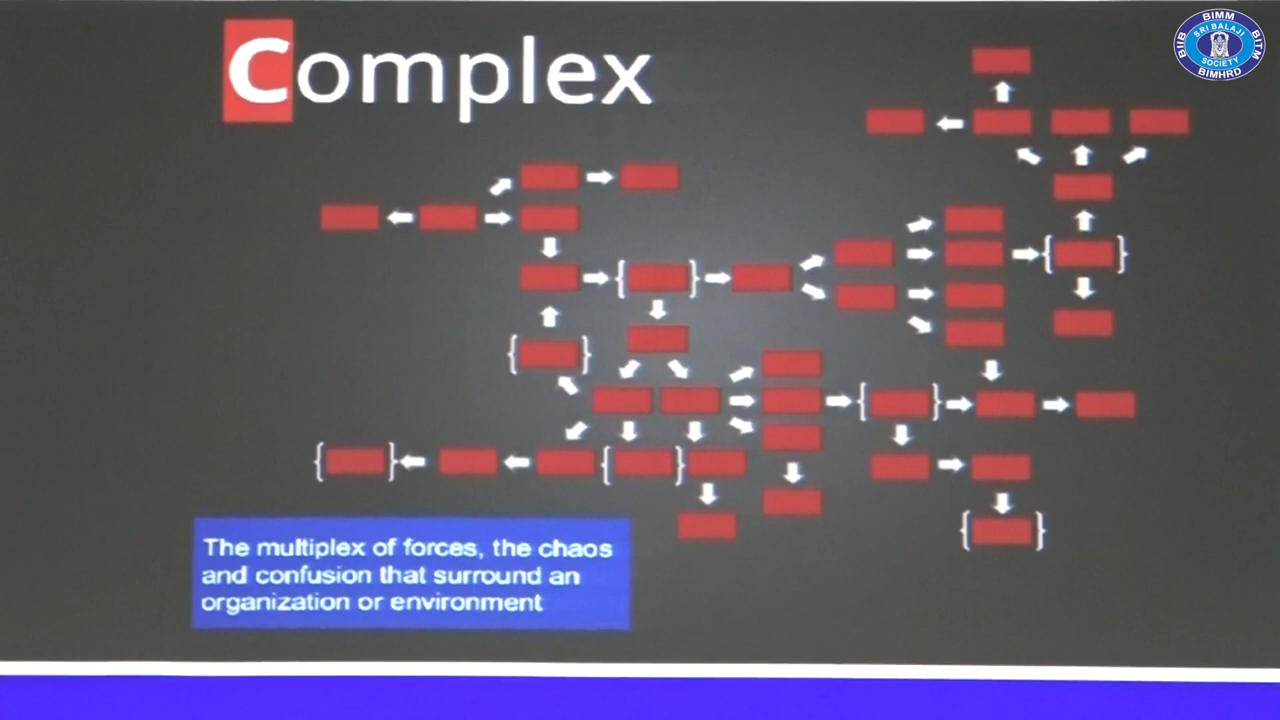 Complex
BIMM
BIIB
SRI BALAJI
SOCIETY
BITM
BIMHRD
The multiplex of forces, the chaos
and confusion that surround an
organization or environment